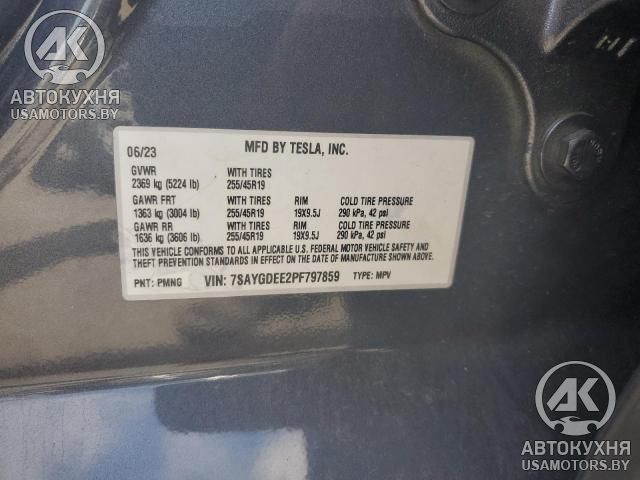 АК
АВТОКУХНЯ
USAMOTORS.BY
06/23 MFD BY TESLA, INC.
GVWR WITH TIRES
2369 kg (5224 lb) 255/45R19
GAWR FRT WITH TIRES RIM COLD TIRE PRESSURE
1363 kg (3004 lb) 255/45R19 19X9.5J 290 kPa, 42 psi
GAWR RR WITH TIRES RIM COLD TIRE PRESSURE
1636 kg (3606 lb) 255/45R19 19X9.5J 290 kPa, 42 psi
THIS VEHICLE CONFORMS TO ALL APPLICABLE U.S. FEDERAL MOTOR VEHICLE SAFETY AND
THEFT PREVENTION STANDARDS IN EFFECT ON THE DATE OF MANUFACTURE SHOWN ABOVE.
PNT: PMNG VIN: 7SAYGDEE2PF797859 TYPE: MPV
АК
АВТОКУХНЯ
USAMOTORS.BY